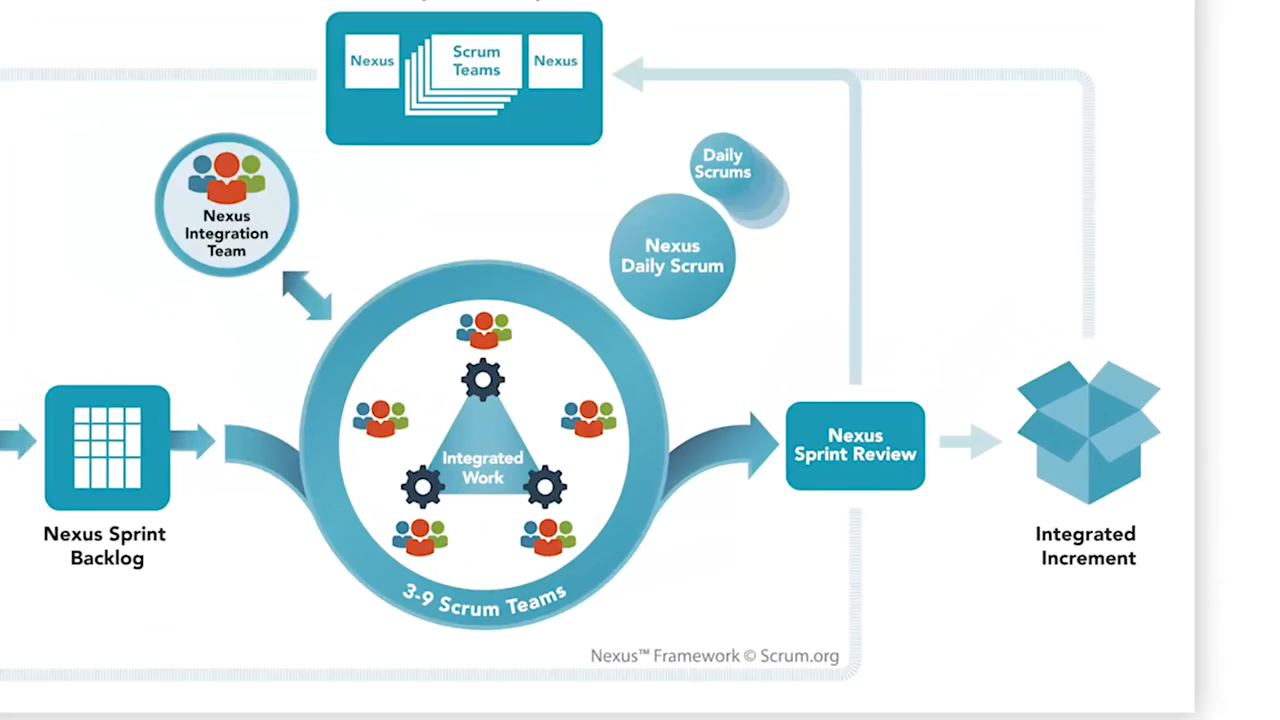 Nexus
Scrum
Teams
Nexus
Daily
Scrums
Nexus
Integration
Team
Nexus
Daily Scrum
Integrated
Work
Nexus
Sprint Review
Nexus Sprint
Backlog
Integrated
Increment
3-9 Scrum Teams
Nexus™ Framework © Scrum.org